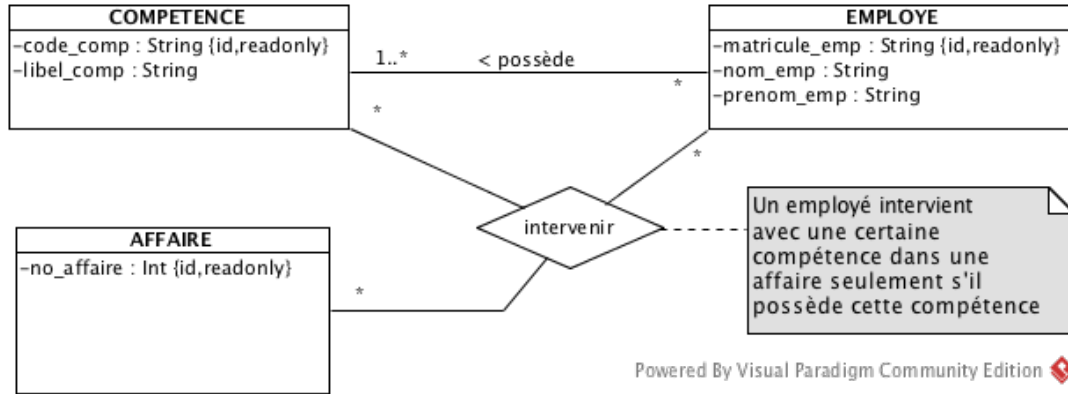 COMPETENCE
-code_comp : String {id,readonly}
-libel_comp : String
1..*
< possède
*
*
EMPLOYE
-matricule_emp : String {id,readonly}
-nom_emp : String
-prenom_emp : String
*
intervenir
AFFAIRE
-no_affaire : Int {id,readonly}
*
Un employé intervient
avec une certaine
compétence dans une
affaire seulement s'il
possède cette compétence
Powered By Visual Paradigm Community Edition